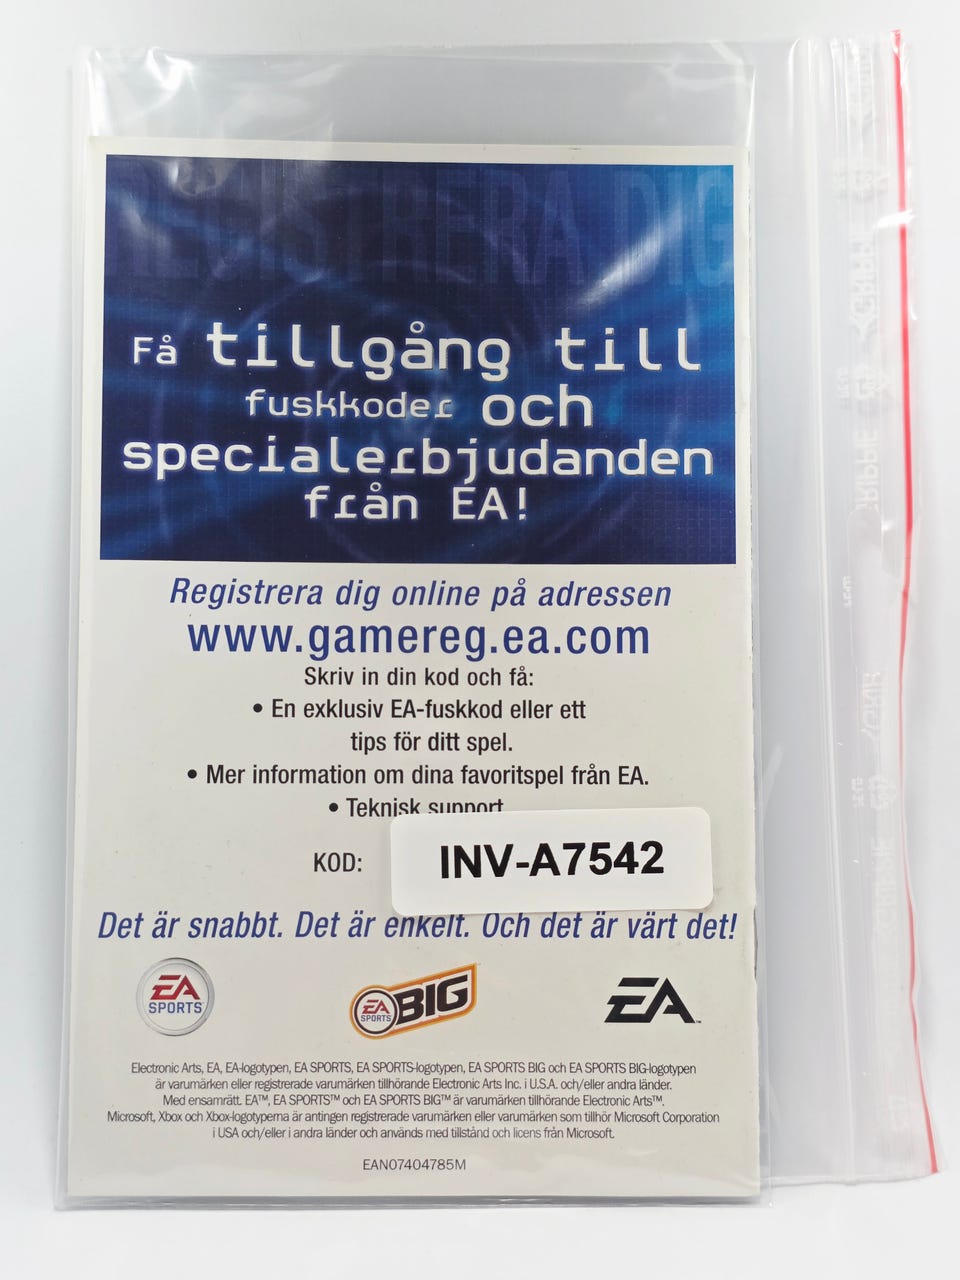 REGISTRERA DIG
Få tillgång till
fuskkoder och
specialerbjudanden
från EA!
Registrera dig online på adressen
www.gamereg.ea.com
Skriv in din kod och få:
• En exklusiv EA-fuskkod eller ett
tips för ditt spel.
• Mer information om dina favoritspel från EA.
• Teknisk support
KOD: INV-A7542
Det är snabbt. Det är enkelt. Och det är värt det!
EA SPORTS
EA SPORTS BIG
EA™
Electronic Arts, EA, EA-logotypen, EA SPORTS, EA SPORTS-logotypen, EA SPORTS BIG och EA SPORTS BIG-logotypen
är varumärken eller registrerade varumärken tillhörande Electronic Arts Inc. i U.S.A. och/eller andra länder.
Med ensamrätt. EA™, EA SPORTS™ och EA SPORTS BIG™ är varumärken tillhörande Electronic Arts™.
Microsoft, Xbox och Xbox-logotyperna är antingen registrerade varumärken eller varumärken som tillhör Microsoft Corporation
i USA och/eller i andra länder och används med tillstånd och licens från Microsoft.
EAN07404785M